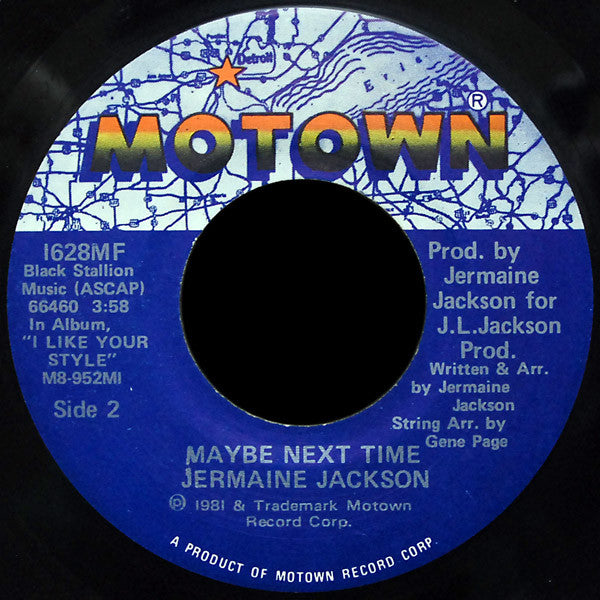 Detroit
Erie
MOTOWN®
1628MF
Black Stallion
Music (ASCAP)
66460 3:58
In Album,
"I LIKE YOUR
STYLE"
M8-952MI
Side 2
Prod. by
Jermaine
Jackson for
J.L.Jackson
Prod.
Written & Arr.
by Jermaine
Jackson
String Arr. by
Gene Page
MAYBE NEXT TIME
JERMAINE JACKSON
℗ 1981 & Trademark Motown
Record Corp.
A PRODUCT OF MOTOWN RECORD CORP.